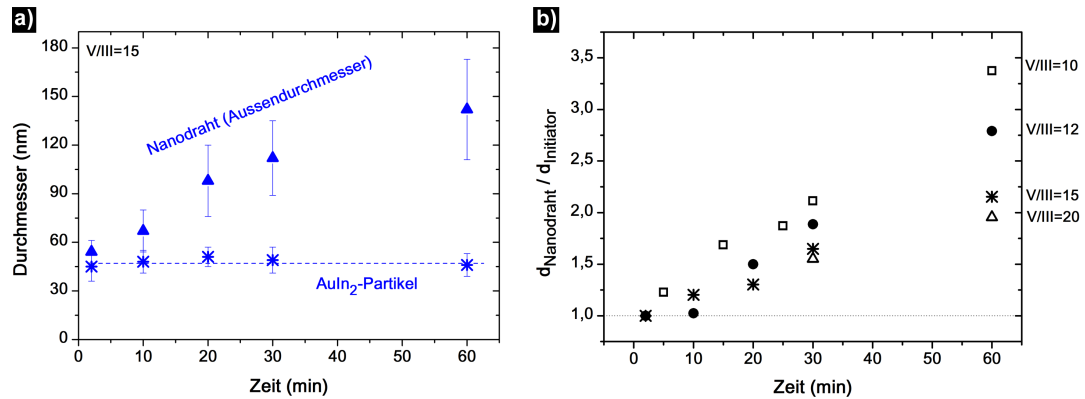 a)
V/III=15
Nanodraht (Aussendurchmesser)
AuIn2-Partikel
Durchmesser (nm)
180
150
120
90
60
30
0
0 10 20 30 40 50 60
Zeit (min)
b)
dNanodraht / dInitiator
3,5
3,0
2,5
2,0
1,5
1,0
0 10 20 30 40 50 60
Zeit (min)
V/III=10
V/III=12
V/III=15
V/III=20